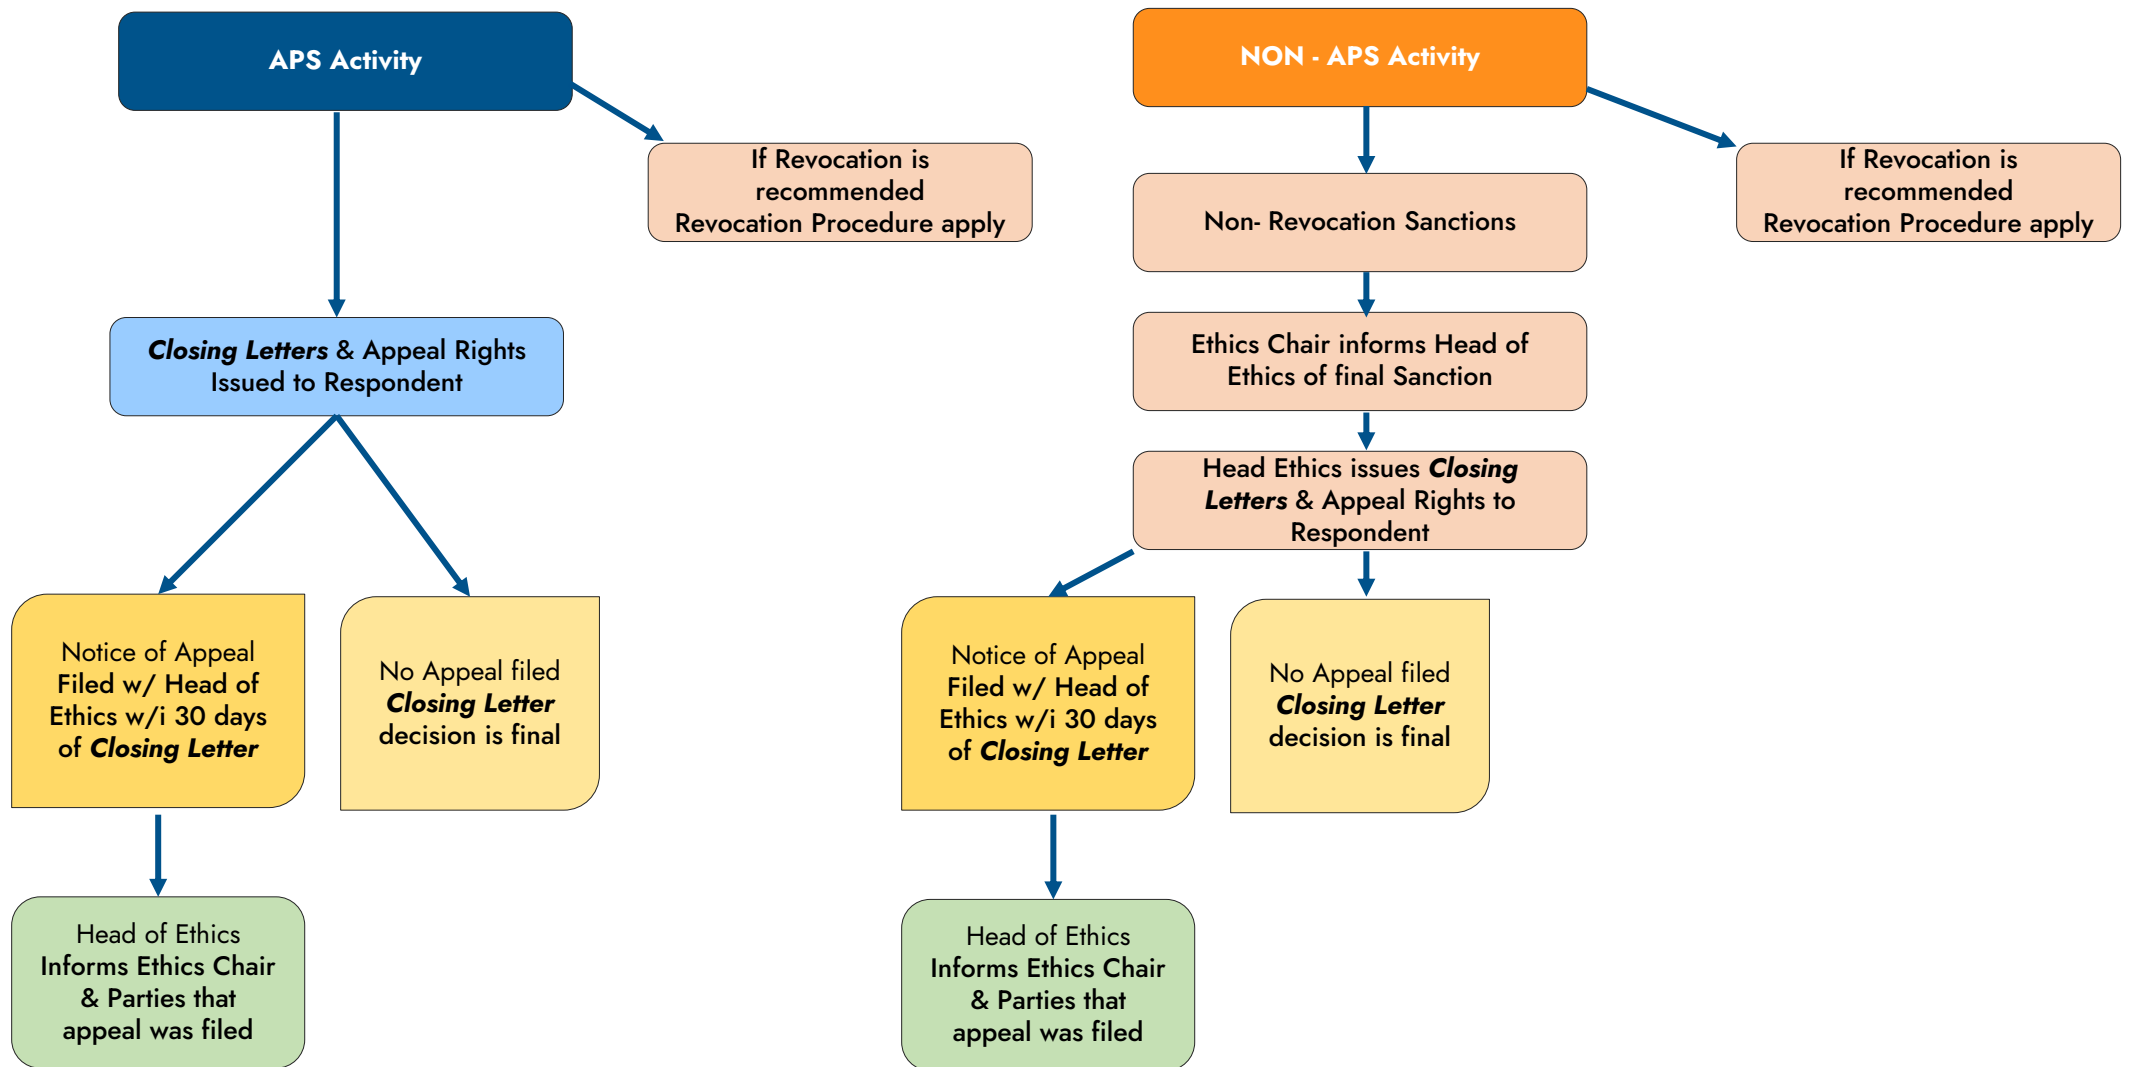 APS Activity
If Revocation is
recommended
Revocation Procedure apply
Closing Letters & Appeal Rights
Issued to Respondent
Notice of Appeal
Filed w/ Head of
Ethics w/i 30 days
of Closing Letter
No Appeal filed
Closing Letter
decision is final
Head of Ethics
Informs Ethics Chair
& Parties that
appeal was filed
NON - APS Activity
If Revocation is
recommended
Revocation Procedure apply
Non- Revocation Sanctions
Ethics Chair informs Head of
Ethics of final Sanction
Head Ethics issues Closing
Letters & Appeal Rights to
Respondent
Notice of Appeal
Filed w/ Head of
Ethics w/i 30 days
of Closing Letter
No Appeal filed
Closing Letter
decision is final
Head of Ethics
Informs Ethics Chair
& Parties that
appeal was filed